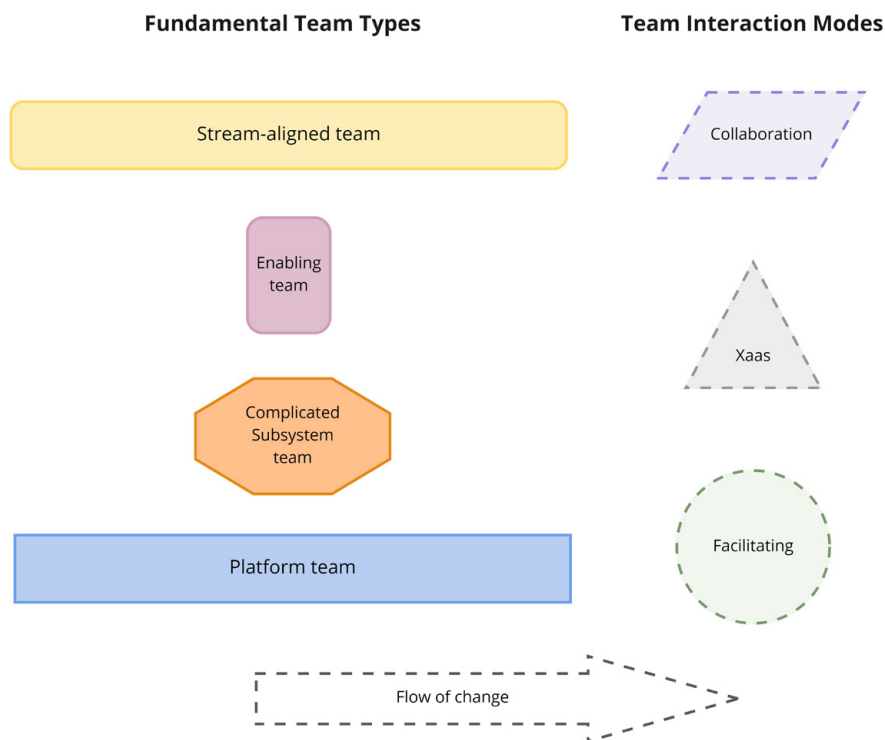 Fundamental Team Types
Team Interaction Modes
Stream-aligned team
Collaboration
Enabling
team
Xaas
Complicated
Subsystem
team
Facilitating
Platform team
Flow of change